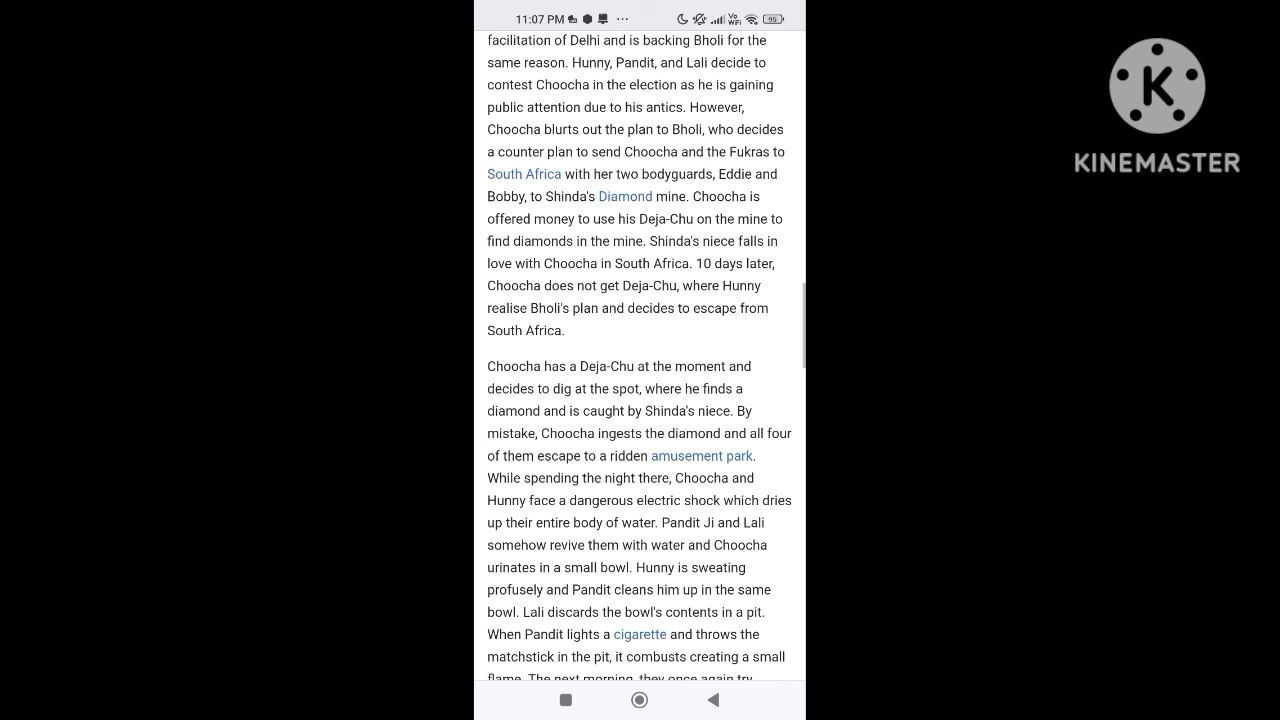 11:07 PM
Vo
WiFi
95
facilitation of Delhi and is backing Bholi for the
same reason. Hunny, Pandit, and Lali decide to
contest Choocha in the election as he is gaining
public attention due to his antics. However,
Choocha blurts out the plan to Bholi, who decides
a counter plan to send Choocha and the Fukras to
South Africa with her two bodyguards, Eddie and
Bobby, to Shinda's Diamond mine. Choocha is
offered money to use his Deja-Chu on the mine to
find diamonds in the mine. Shinda's niece falls in
love with Choocha in South Africa. 10 days later,
Choocha does not get Deja-Chu, where Hunny
realise Bholi's plan and decides to escape from
South Africa.
Choocha has a Deja-Chu at the moment and
decides to dig at the spot, where he finds a
diamond and is caught by Shinda's niece. By
mistake, Choocha ingests the diamond and all four
of them escape to a ridden amusement park.
While spending the night there, Choocha and
Hunny face a dangerous electric shock which dries
up their entire body of water. Pandit Ji and Lali
somehow revive them with water and Choocha
urinates in a small bowl. Hunny is sweating
profusely and Pandit cleans him up in the same
bowl. Lali discards the bowl's contents in a pit.
When Pandit lights a cigarette and throws the
matchstick in the pit, it combusts creating a small
flame. The next morning, they once again try
K
KINEMASTER